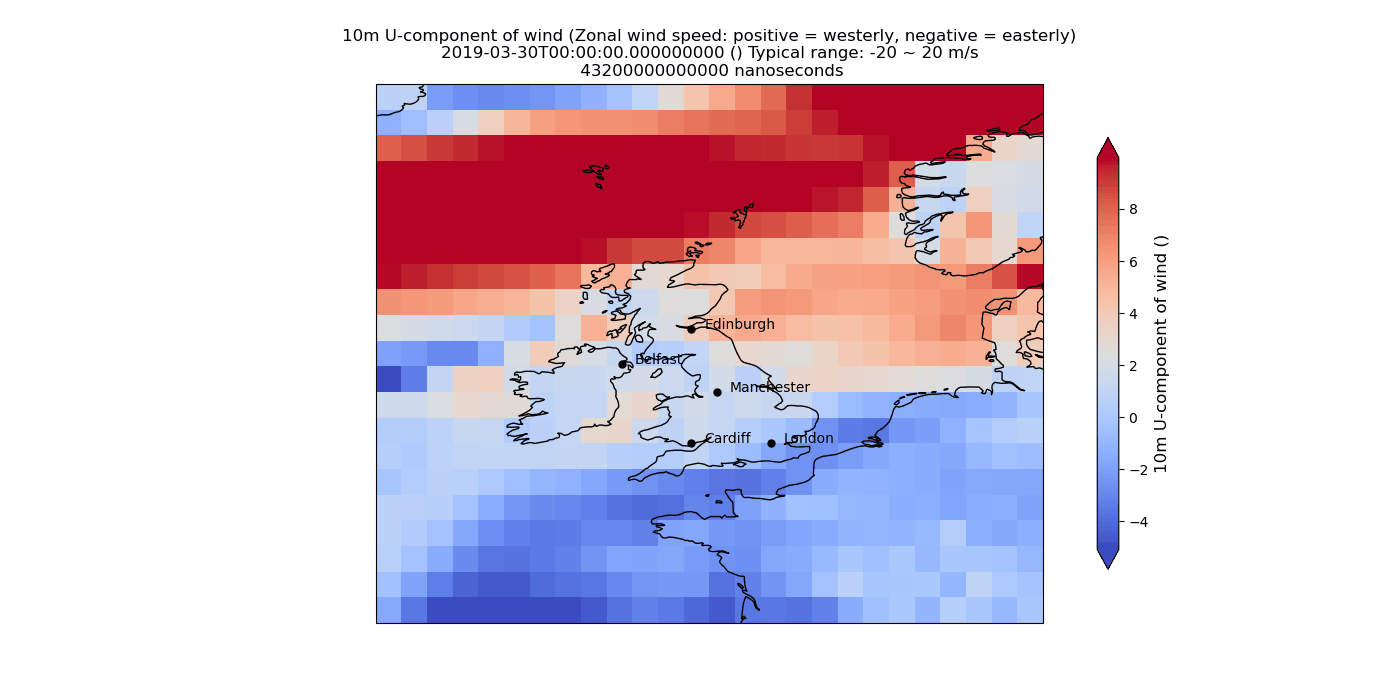 10m U-component of wind (Zonal wind speed: positive = westerly, negative = easterly)
2019-03-30T00:00:00.000000000 () Typical range: -20 ~ 20 m/s
43200000000000 nanoseconds
Edinburgh
Belfast
Manchester
Cardiff
London
8
6
4
2
0
−2
−4
10m U-component of wind ()